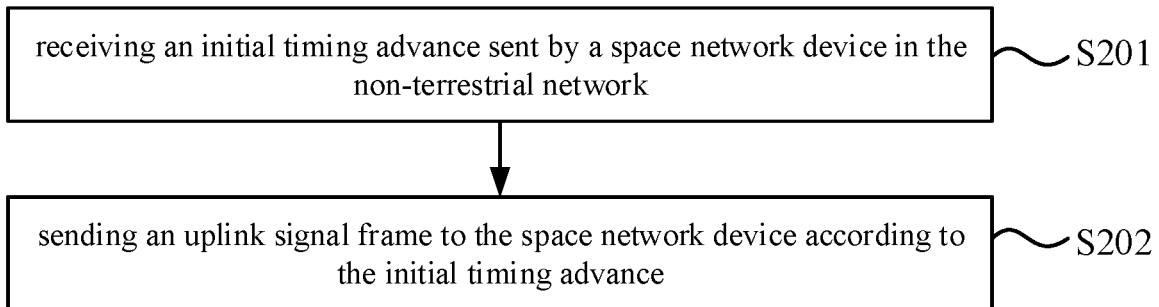 receiving an initial timing advance sent by a space network device in the
non-terrestrial network
S201
sending an uplink signal frame to the space network device according to
the initial timing advance
S202